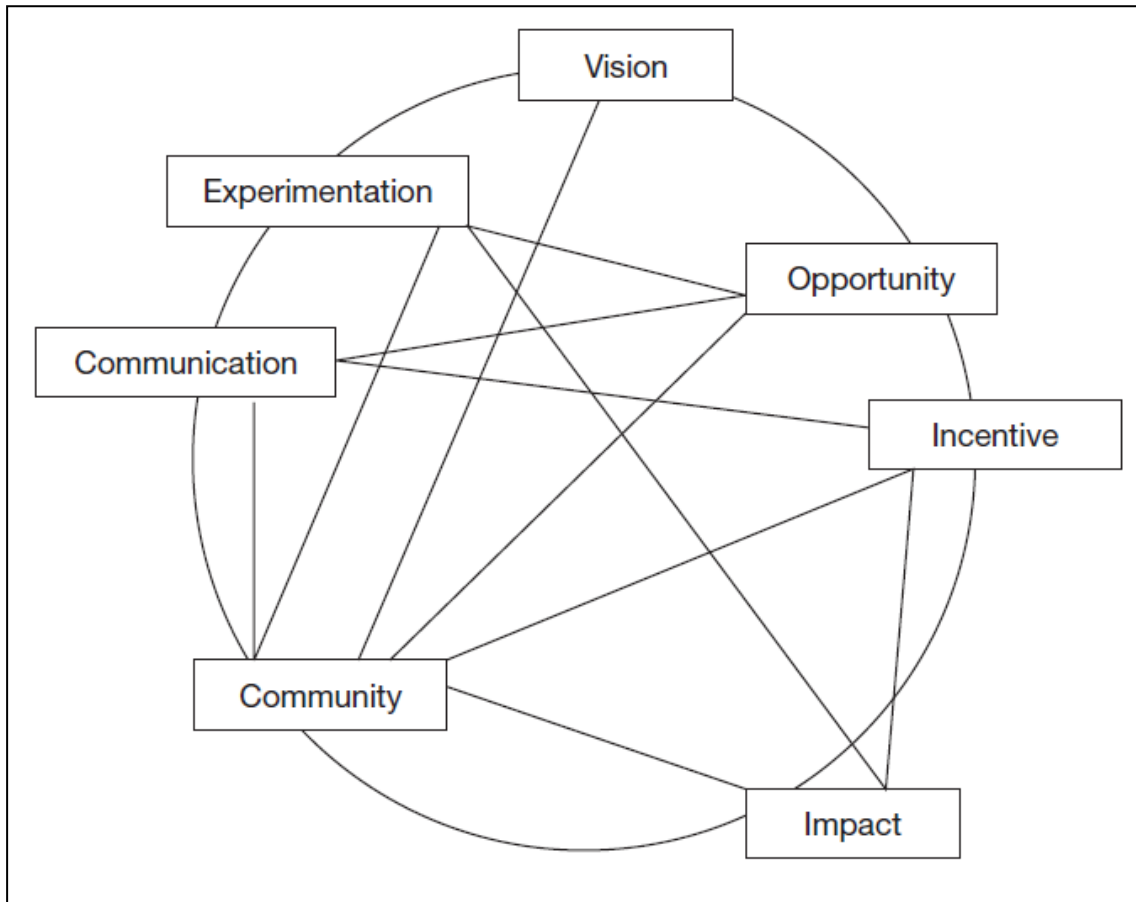 Vision
Experimentation
Opportunity
Communication
Incentive
Community
Impact